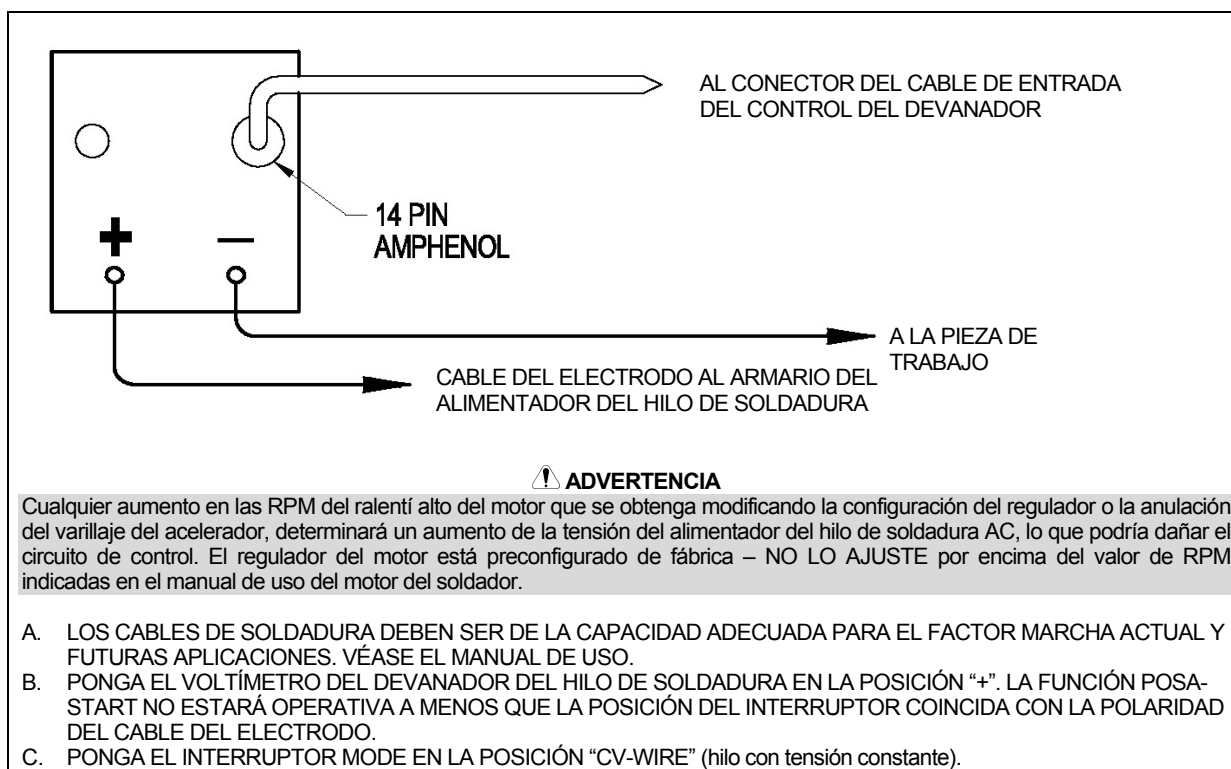 AL CONECTOR DEL CABLE DE ENTRADA
DEL CONTROL DEL DEVANADOR
14 PIN
AMPHENOL
+ −
A LA PIEZA DE
TRABAJO
CABLE DEL ELECTRODO AL ARMARIO DEL
ALIMENTADOR DEL HILO DE SOLDADURA
ADVERTENCIA
Cualquier aumento en las RPM del ralentí alto del motor que se obtenga modificando la configuración del regulador o la anulación
del varillaje del acelerador, determinará un aumento de la tensión del alimentador del hilo de soldadura AC, lo que podría dañar el
circuito de control. El regulador del motor está preconfigurado de fábrica – NO LO AJUSTE por encima del valor de RPM
indicadas en el manual de uso del motor del soldador.
A. LOS CABLES DE SOLDADURA DEBEN SER DE LA CAPACIDAD ADECUADA PARA EL FACTOR MARCHA ACTUAL Y
FUTURAS APLICACIONES. VÉASE EL MANUAL DE USO.
B. PONGA EL VOLTÍMETRO DEL DEVANADOR DEL HILO DE SOLDADURA EN LA POSICIÓN “+”. LA FUNCIÓN POSA-
START NO ESTARÁ OPERATIVA A MENOS QUE LA POSICIÓN DEL INTERRUPTOR COINCIDA CON LA POLARIDAD
DEL CABLE DEL ELECTRODO.
C. PONGA EL INTERRUPTOR MODE EN LA POSICIÓN “CV-WIRE” (hilo con tensión constante).